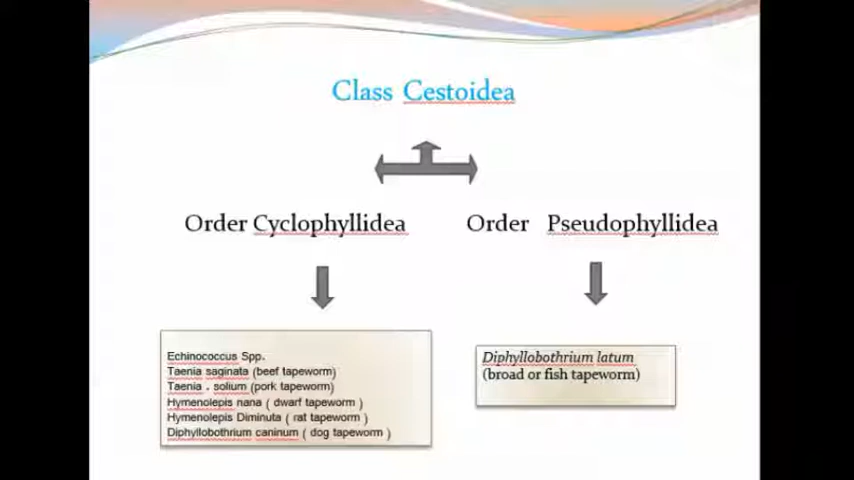 Class Cestoidea
Order Cyclophyllidea
Order Pseudophyllidea
Echinococcus Spp.
Taenia saginata (beef tapeworm)
Taenia . solium (pork tapeworm)
Hymenolepis nana ( dwarf tapeworm )
Hymenolepis Diminuta ( rat tapeworm )
Diphyllobothrium caninum ( dog tapeworm )
Diphyllobothrium latum
(broad or fish tapeworm)